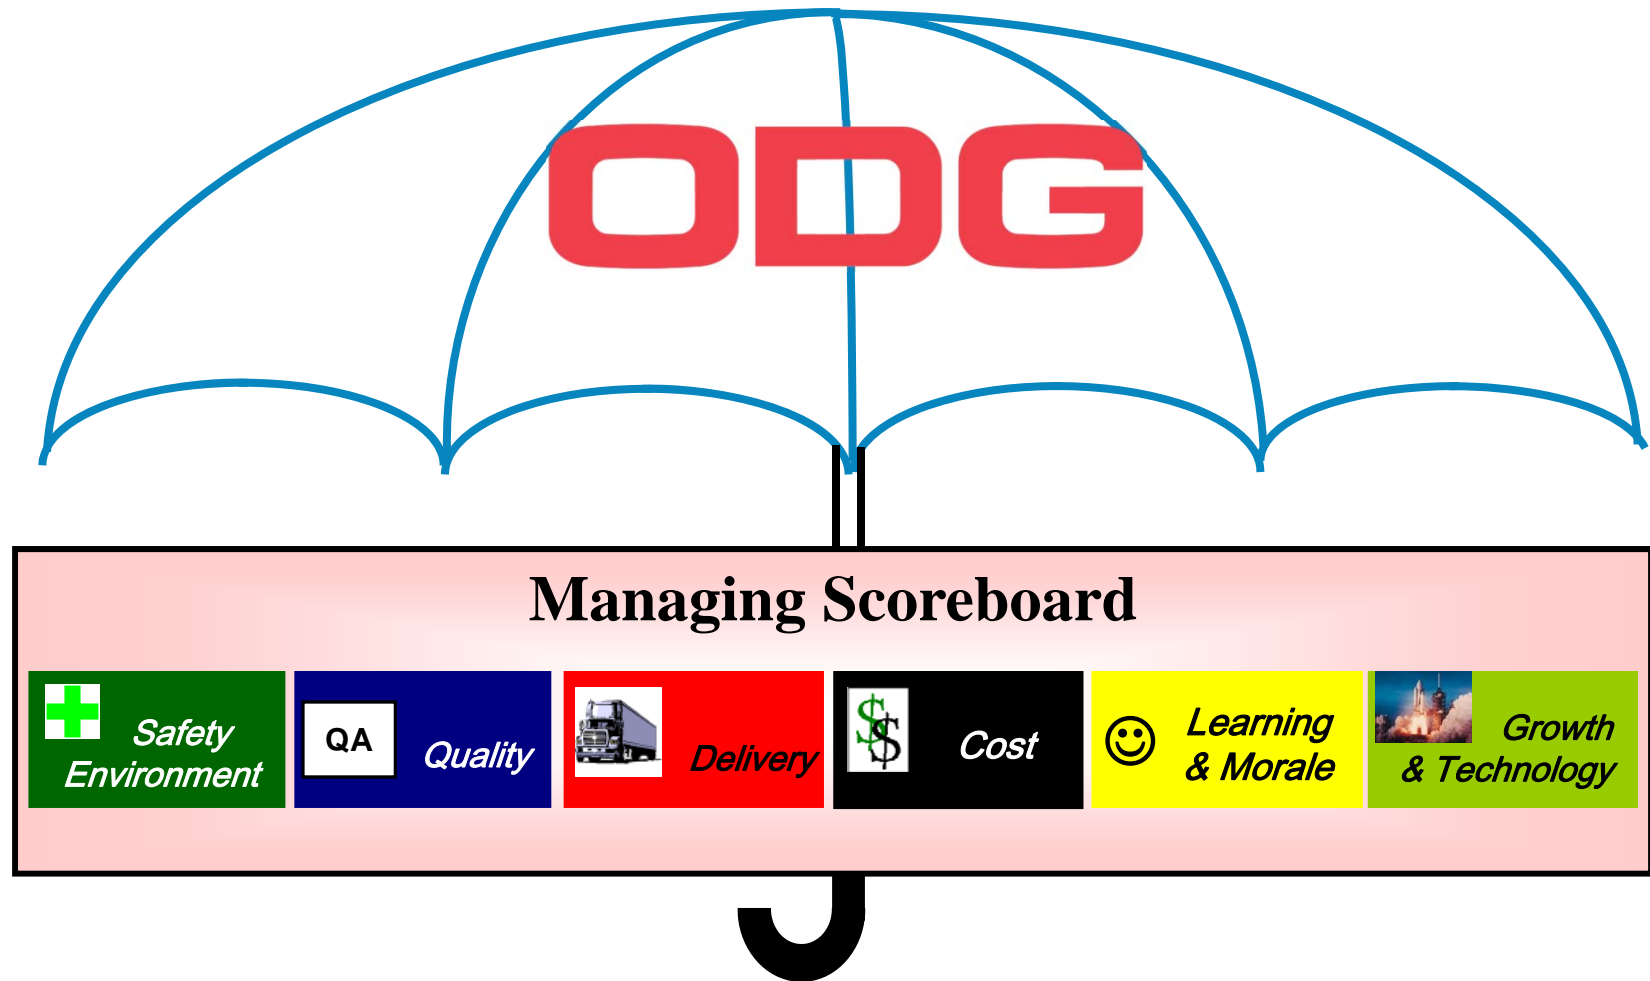 ODG
Managing Scoreboard
Safety
Environment
QA
Quality
Delivery
$
$
Cost
Learning
& Morale
Growth
& Technology